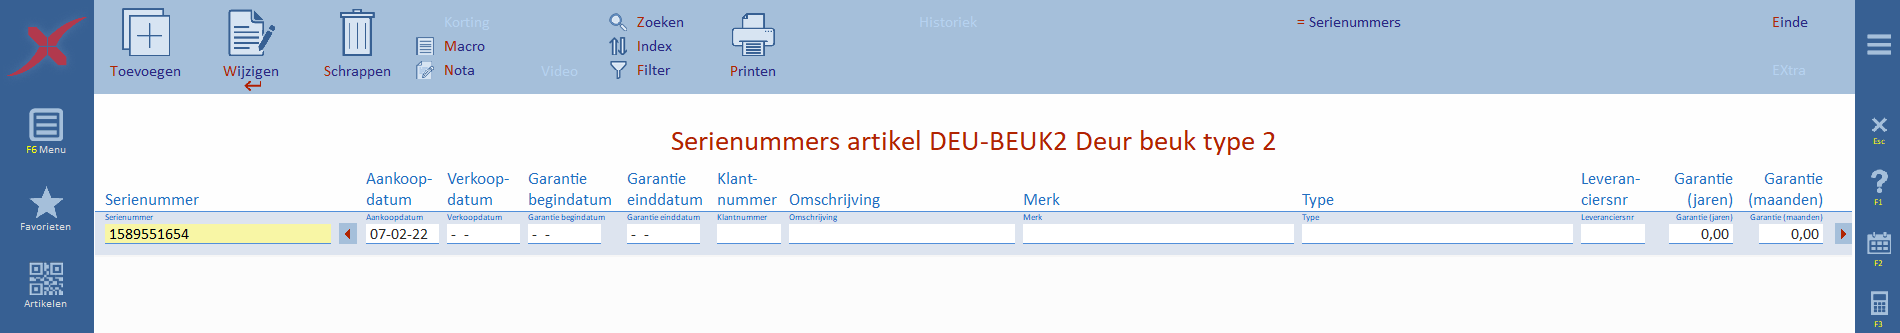 Korting
Zoeken
Historiek
= Serienummers
Einde
Macro
Index
Toevoegen
Wijzigen
Schrappen
Nota
Video
Filter
Printen
EXtra
F6 Menu
Favorieten
Artikelen
Esc
F1
F2
F3
Serienummers artikel DEU-BEUK2 Deur beuk type 2
Aankoop- Verkoop- Garantie Garantie Klant- Leveran- Garantie Garantie
Serienummer datum datum begindatum einddatum nummer Omschrijving Merk Type ciersnr (jaren) (maanden)
Serienummer Aankoopdatum Verkoopdatum Garantie begindatum Garantie einddatum Klantnummer Omschrijving Merk Type Leveranciersnr Garantie (jaren) Garantie (maanden)
1589551654 07-02-22 - - - - - - 0,00 0,00